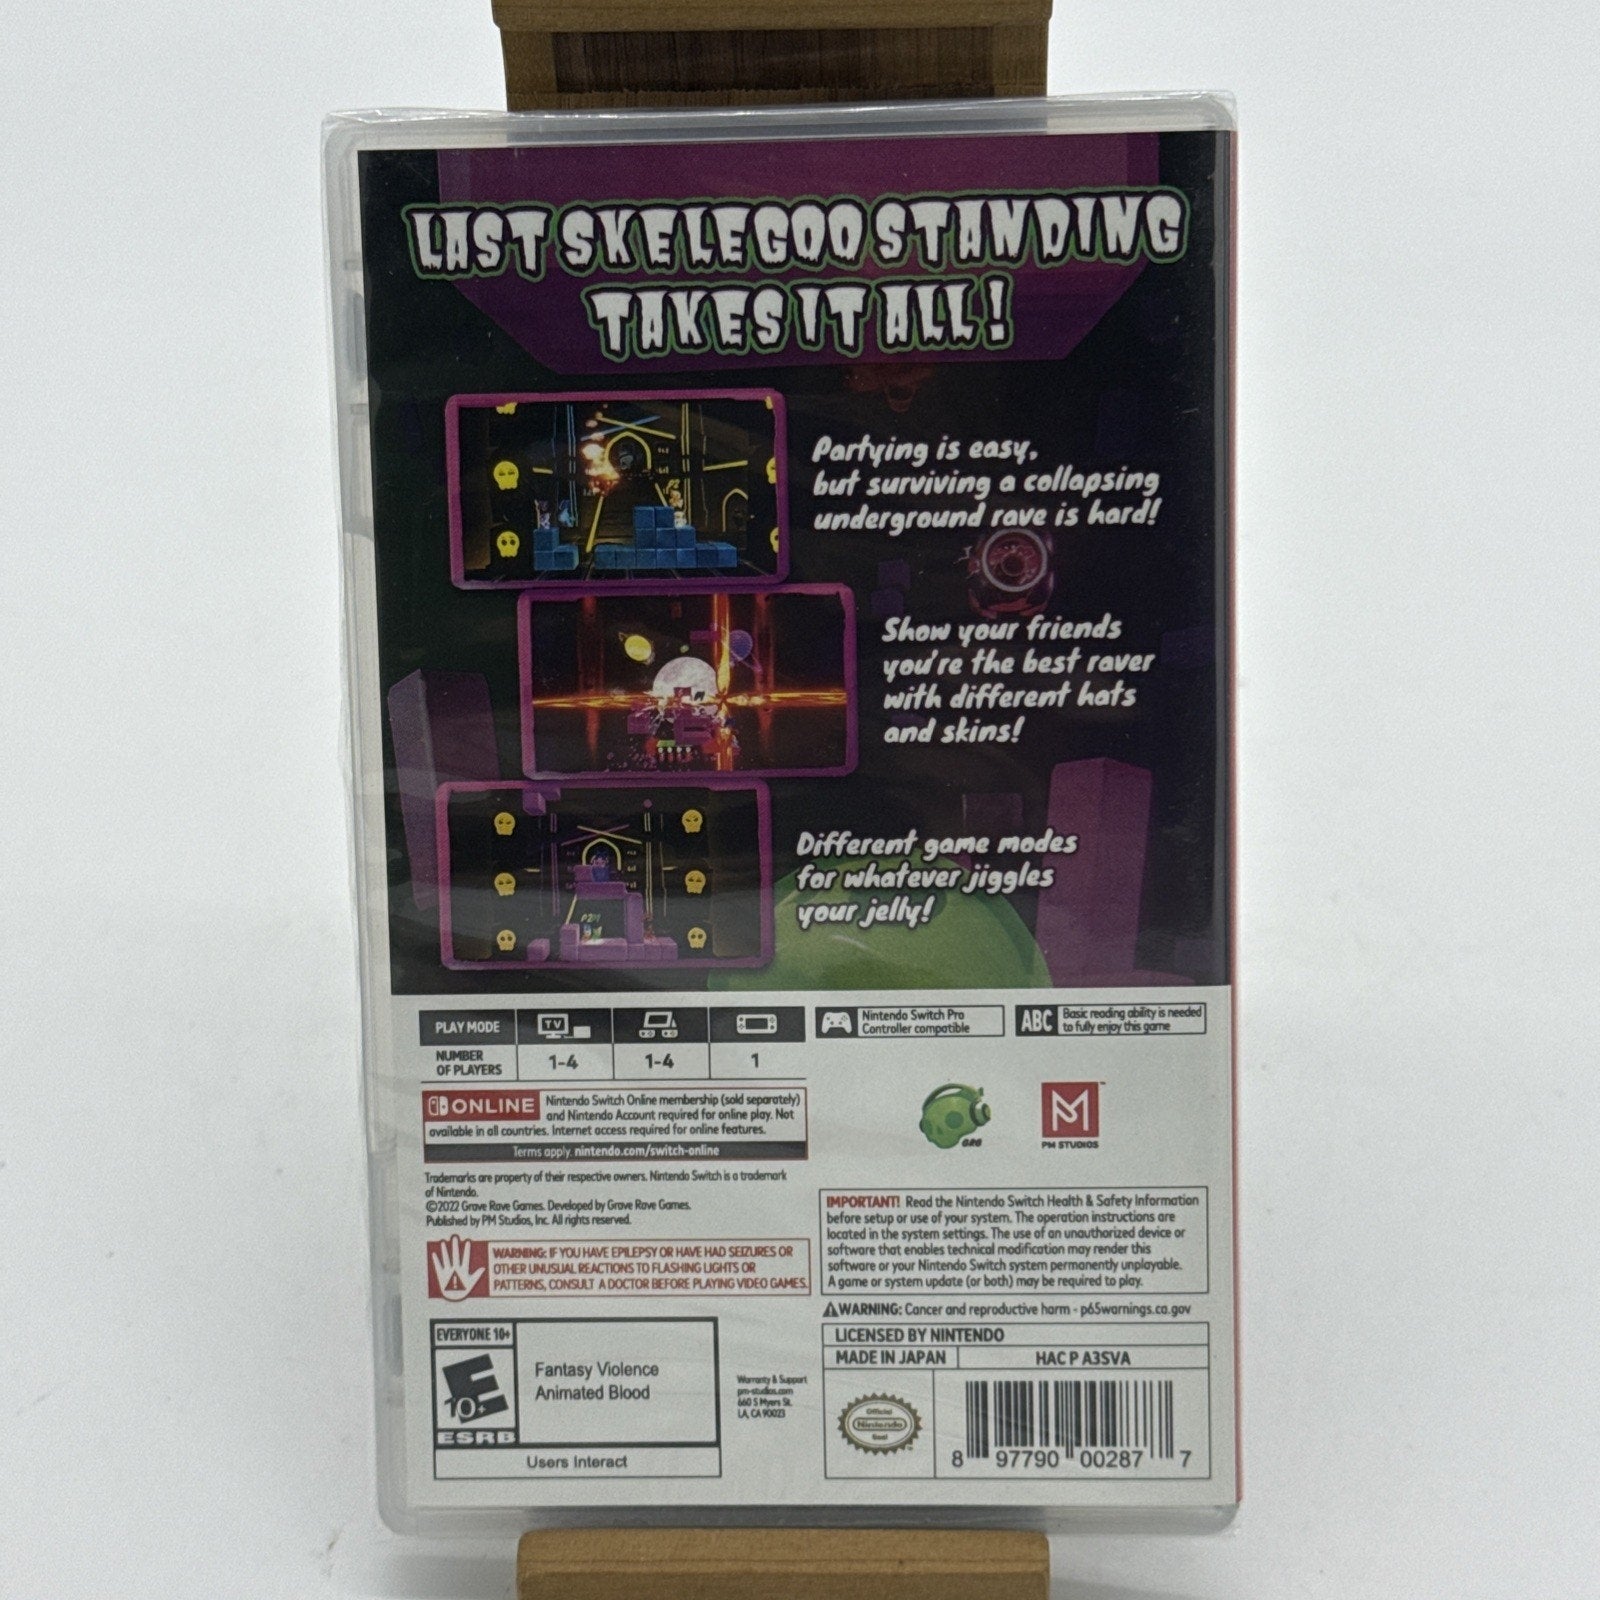 LAST SKELEGOO STANDING
TAKES IT ALL!
Partying is easy,
but surviving a collapsing
underground rave is hard!
Show your friends
you're the best raver
with different hats
and skins!
Different game modes
for whatever jiggles
your jelly!
PLAY MODE
TV
NUMBER
OF PLAYERS
1-4
1-4
1
Nintendo Switch Pro
Controller compatible
ABC
Basic reading ability is needed
to fully enjoy this game
ONLINE
Nintendo Switch Online membership (sold separately)
and Nintendo Account required for online play. Not
available in all countries. Internet access required for online features.
Terms apply. nintendo.com/switch-online
GRG
PM STUDIOS
Trademarks are property of their respective owners. Nintendo Switch is a trademark
of Nintendo.
©2022 Grave Rave Games. Developed by Grave Rave Games.
Published by PM Studios, Inc. All rights reserved.
WARNING: IF YOU HAVE EPILEPSY OR HAVE HAD SEIZURES OR
OTHER UNUSUAL REACTIONS TO FLASHING LIGHTS OR
PATTERNS, CONSULT A DOCTOR BEFORE PLAYING VIDEO GAMES.
IMPORTANT! Read the Nintendo Switch Health & Safety Information
before setup or use of your system. The operation instructions are
located in the system settings. The use of an unauthorized device or
software that enables technical modification may render this
software or your Nintendo Switch system permanently unplayable.
A game or system update (or both) may be required to play.
WARNING: Cancer and reproductive harm - p65warnings.ca.gov
EVERYONE 10+
E
10+
ESRB
Fantasy Violence
Animated Blood
Users Interact
Warranty & Support
pm-studios.com
660 S Myers St.
LA, CA 90023
LICENSED BY NINTENDO
MADE IN JAPAN
HAC P A3SVA
Official
Nintendo
Seal
8 97790 00287 7